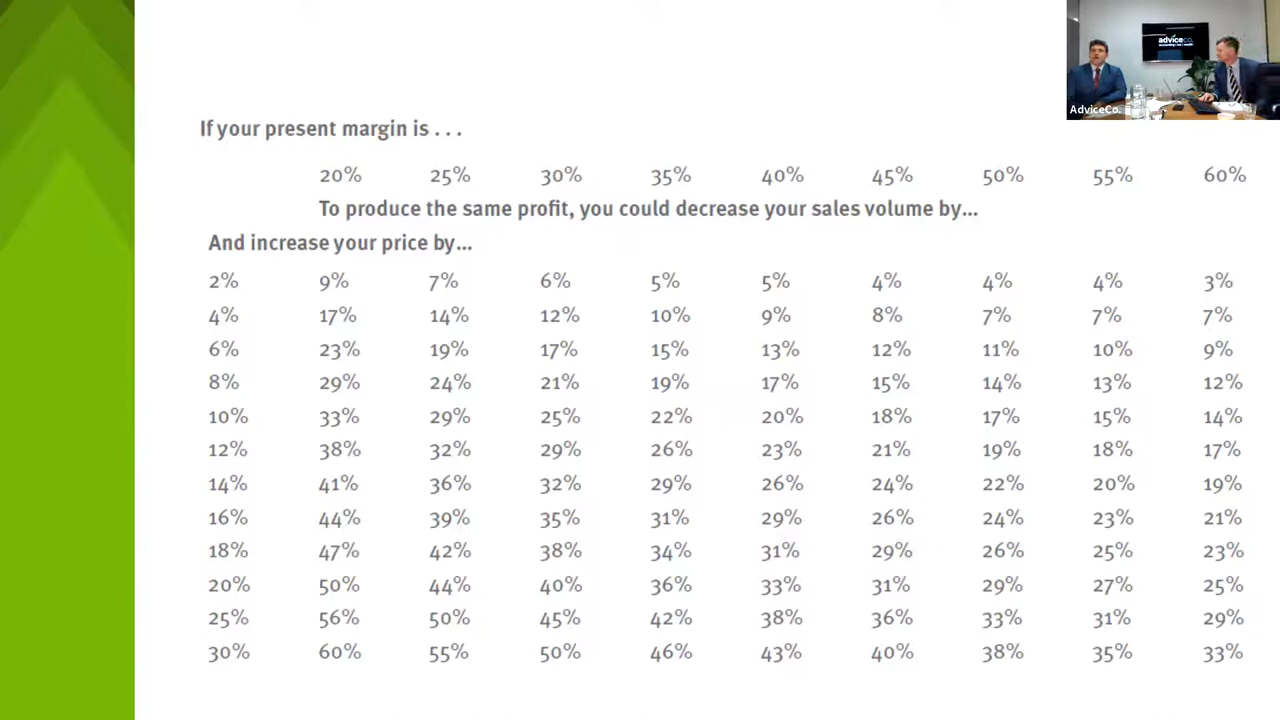 adviceco.
AdviceCo.
If your present margin is . . .
20% 25% 30% 35% 40% 45% 50% 55% 60%
To produce the same profit, you could decrease your sales volume by...
And increase your price by...
2% 9% 7% 6% 5% 5% 4% 4% 4% 3%
4% 17% 14% 12% 10% 9% 8% 7% 7% 7%
6% 23% 19% 17% 15% 13% 12% 11% 10% 9%
8% 29% 24% 21% 19% 17% 15% 14% 13% 12%
10% 33% 29% 25% 22% 20% 18% 17% 15% 14%
12% 38% 32% 29% 26% 23% 21% 19% 18% 17%
14% 41% 36% 32% 29% 26% 24% 22% 20% 19%
16% 44% 39% 35% 31% 29% 26% 24% 23% 21%
18% 47% 42% 38% 34% 31% 29% 26% 25% 23%
20% 50% 44% 40% 36% 33% 31% 29% 27% 25%
25% 56% 50% 45% 42% 38% 36% 33% 31% 29%
30% 60% 55% 50% 46% 43% 40% 38% 35% 33%